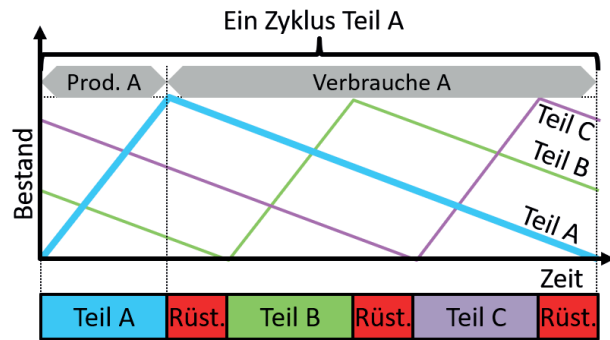 Ein Zyklus Teil A
Prod. A
Verbrauche A
Teil C
Teil B
Teil A
Bestand
Zeit
Teil A
Rüst.
Teil B
Rüst.
Teil C
Rüst.